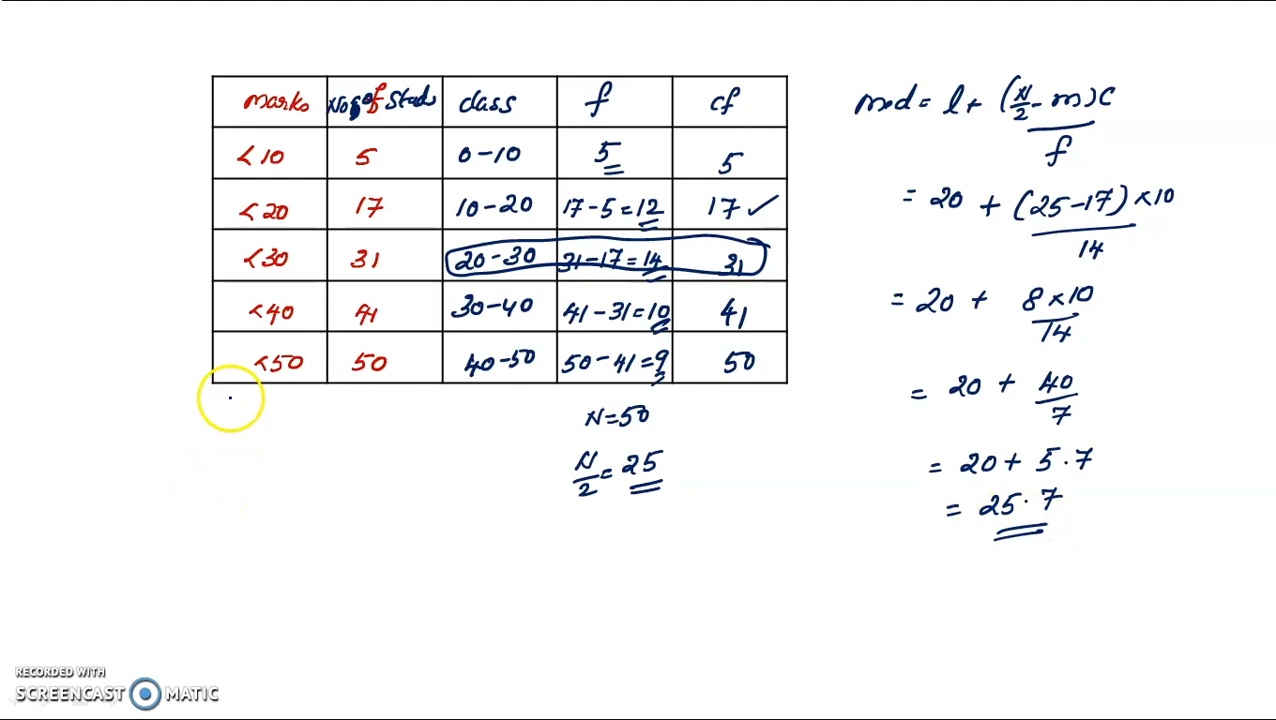 marks No of Stds class f cf
<10 5 0-10 5 5
<20 17 10-20 17-5=12 17 ✓
<30 31 20-30 31-17=14 31
<40 41 30-40 41-31=10 41
<50 50 40-50 50-41=9 50
N=50
N/2 = 25
med = l + (N/2 - m)C / f
= 20 + (25-17)×10 / 14
= 20 + 8×10 / 14
= 20 + 40/7
= 20 + 5.7
= 25.7
RECORDED WITH
SCREENCAST MATIC